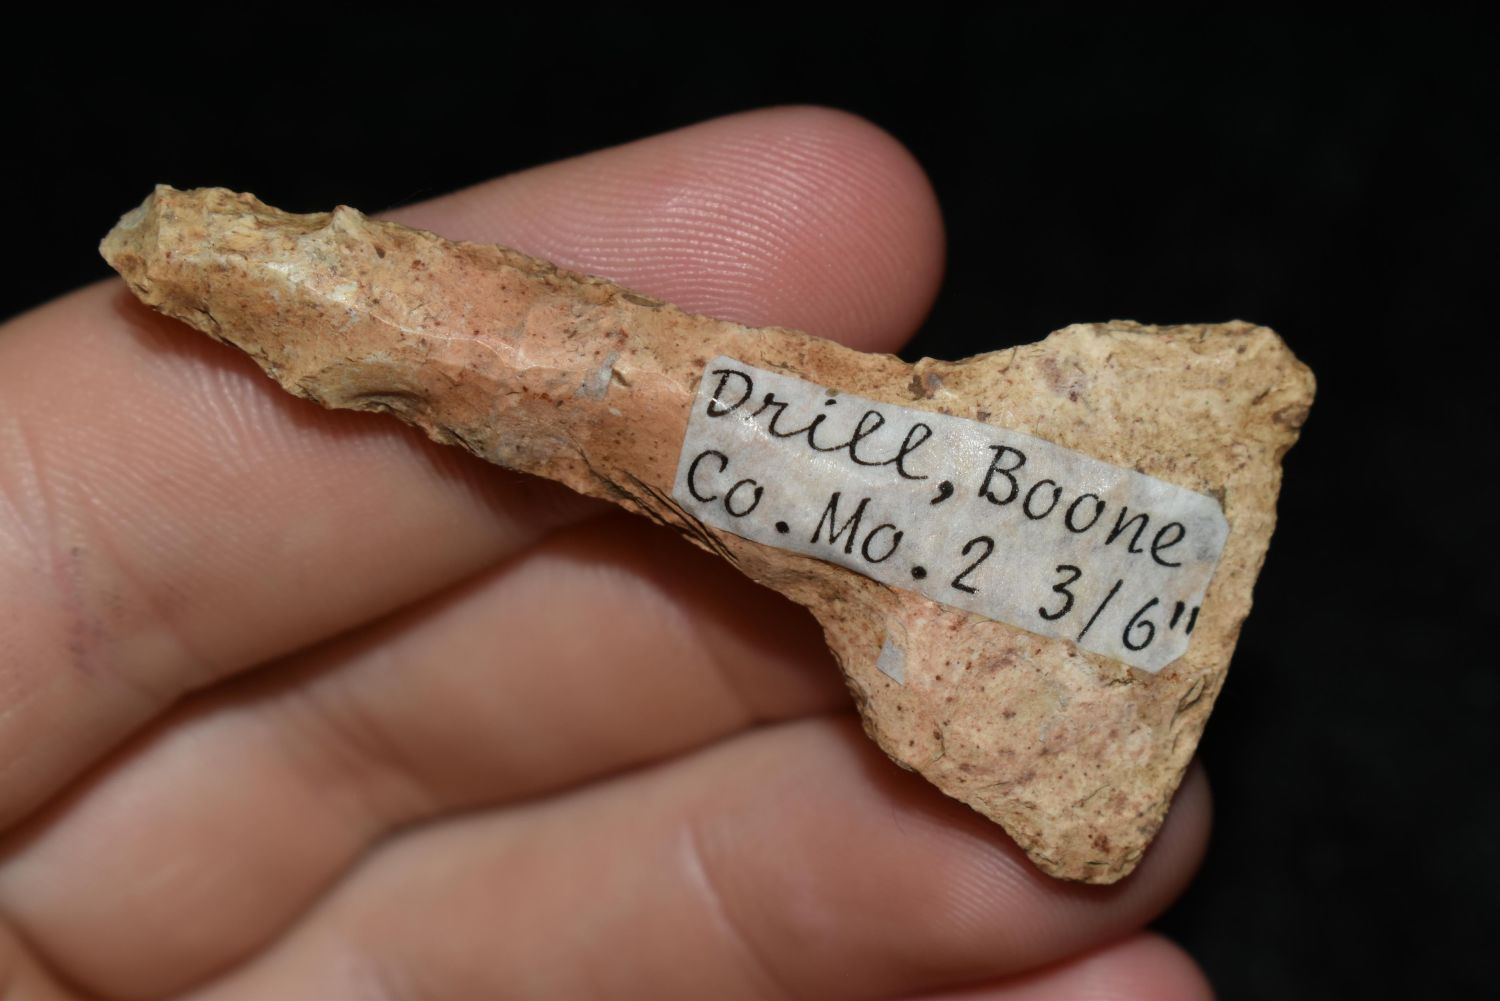 Drill, Boone
Co. Mo. 2 3/6"